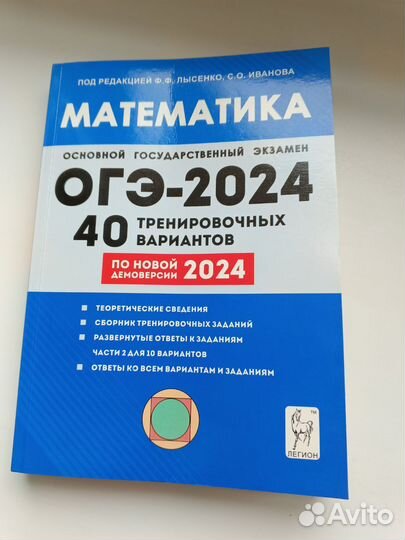 ПОД РЕДАКЦИЕЙ Ф.Ф. ЛЫСЕНКО, С.О. ИВАНОВА
МАТЕМАТИКА
ОСНОВНОЙ ГОСУДАРСТВЕННЫЙ ЭКЗАМЕН
ОГЭ-2024
40 ТРЕНИРОВОЧНЫХ
ВАРИАНТОВ
ПО НОВОЙ
ДЕМОВЕРСИИ 2024
ТЕОРЕТИЧЕСКИЕ СВЕДЕНИЯ
СБОРНИК ТРЕНИРОВОЧНЫХ ЗАДАНИЙ
РАЗВЕРНУТЫЕ ОТВЕТЫ К ЗАДАНИЯМ
ЧАСТИ 2 ДЛЯ 10 ВАРИАНТОВ
ОТВЕТЫ КО ВСЕМ ВАРИАНТАМ И ЗАДАНИЯМ
TM
ЛЕГИОН
Avito